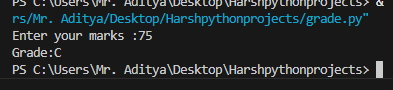 PS C:\Users\Mr. Aditya\Desktop\Harshpythonprojects> &
rs/Mr. Aditya/Desktop/Harshpythonprojects/grade.py"
Enter your marks :75
Grade:C
PS C:\Users\Mr. Aditya\Desktop\Harshpythonprojects>